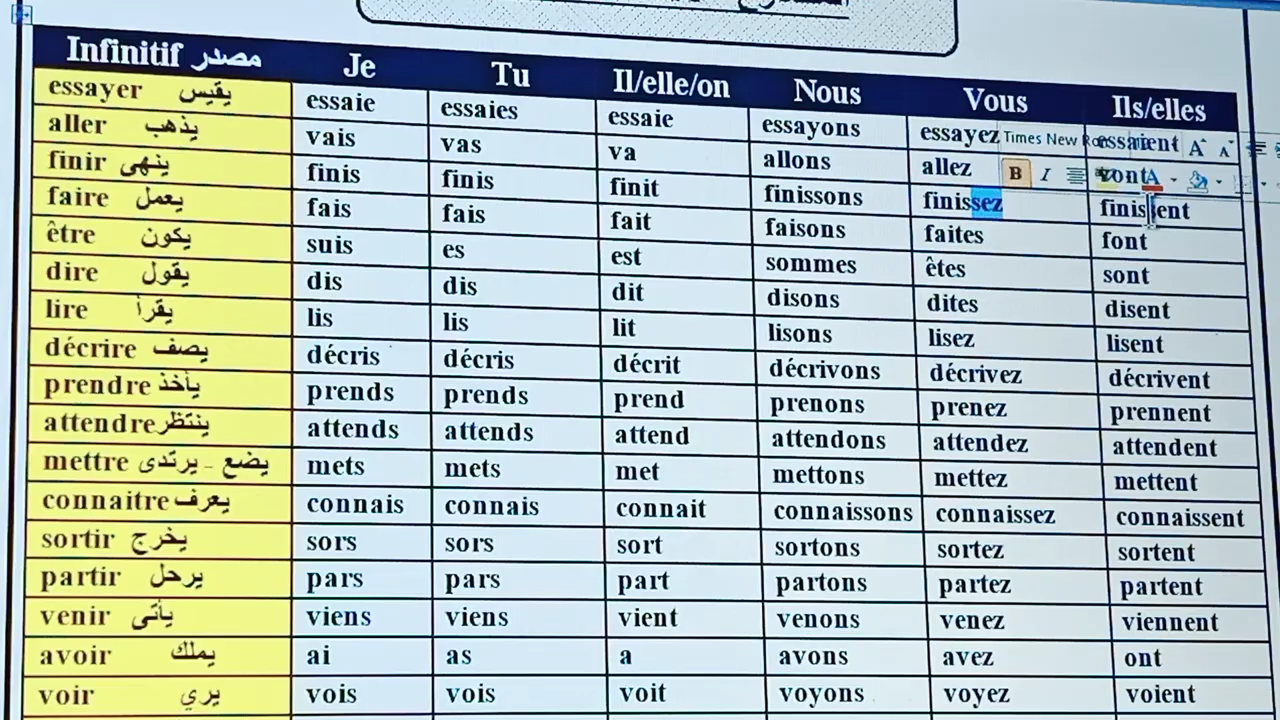 Infinitif مصدر Je Tu Il/elle/on Nous Vous Ils/elles
essayer يقيس essaie essaies essaie essayons essayez
aller يذهب vais vas va allons allez vont
finir ينهى finis finis finit finissons finissez finissent
faire يعمل fais fais fait faisons faites font
être يكون suis es est sommes êtes sont
dire يقول dis dis dit disons dites disent
lire يقرأ lis lis lit lisons lisez lisent
décrire يصف décris décris décrit décrivons décrivez décrivent
prendre يأخذ prends prends prend prenons prenez prennent
attendre ينتظر attends attends attend attendons attendez attendent
mettre يضع - يرتدى mets mets met mettons mettez mettent
connaitre يعرف connais connais connait connaissons connaissez connaissent
sortir يخرج sors sors sort sortons sortez sortent
partir يرحل pars pars part partons partez partent
venir يأتى viens viens vient venons venez viennent
avoir يملك ai as a avons avez ont
voir يري vois vois voit voyons voyez voient
Times New
B I A A A